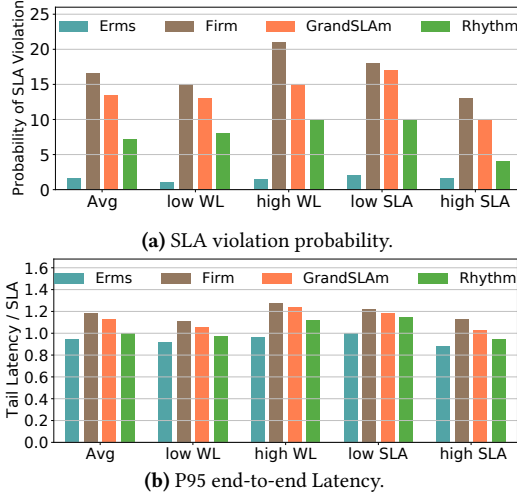 25
20
15
10
5
0
Probability of SLA Violation
Erms Firm GrandSLAm Rhythm
Avg low WL high WL low SLA high SLA
(a) SLA violation probability.
1.6
1.4
1.2
1.0
0.8
0.6
0.4
0.2
0.0
Tail Latency / SLA
Erms Firm GrandSLAm Rhythm
Avg low WL high WL low SLA high SLA
(b) P95 end-to-end Latency.